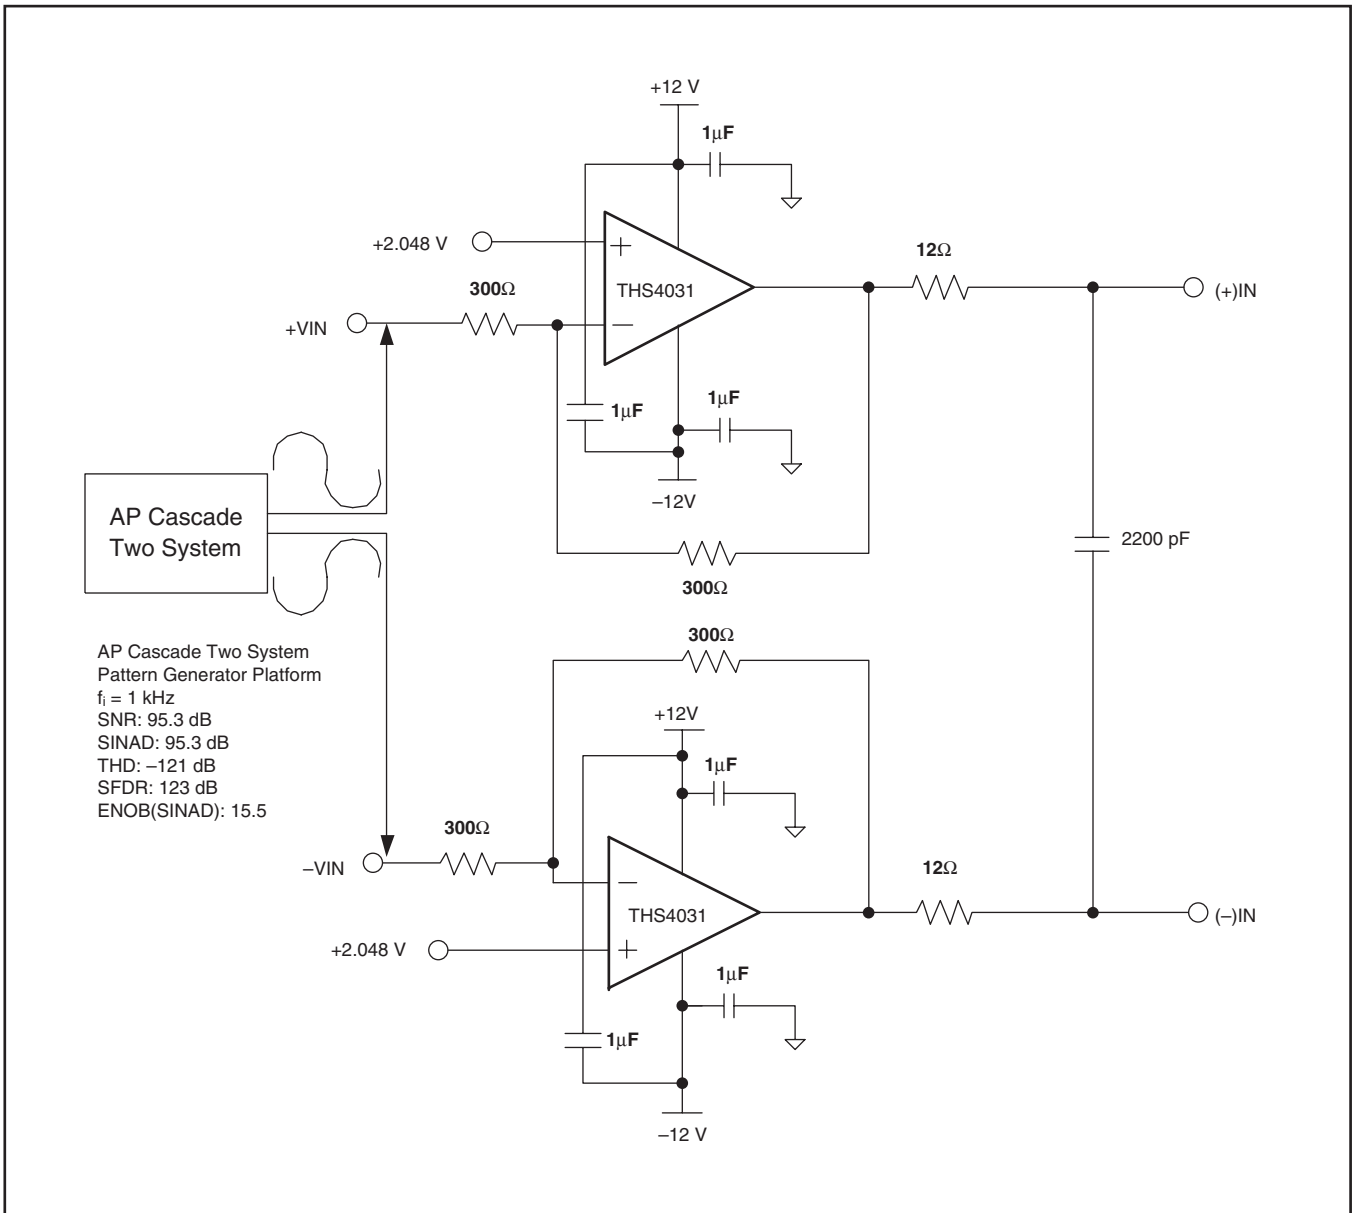 +12 V
1μF
+2.048 V
+
12Ω
THS4031
(+)IN
300Ω
+VIN
−
1μF
1μF
–12V
AP Cascade
Two System
2200 pF
300Ω
300Ω
AP Cascade Two System
Pattern Generator Platform
fi = 1 kHz
SNR: 95.3 dB
SINAD: 95.3 dB
THD: –121 dB
SFDR: 123 dB
ENOB(SINAD): 15.5
+12V
1μF
300Ω
–VIN
−
12Ω
THS4031
(–)IN
+2.048 V
+
1μF
1μF
–12 V